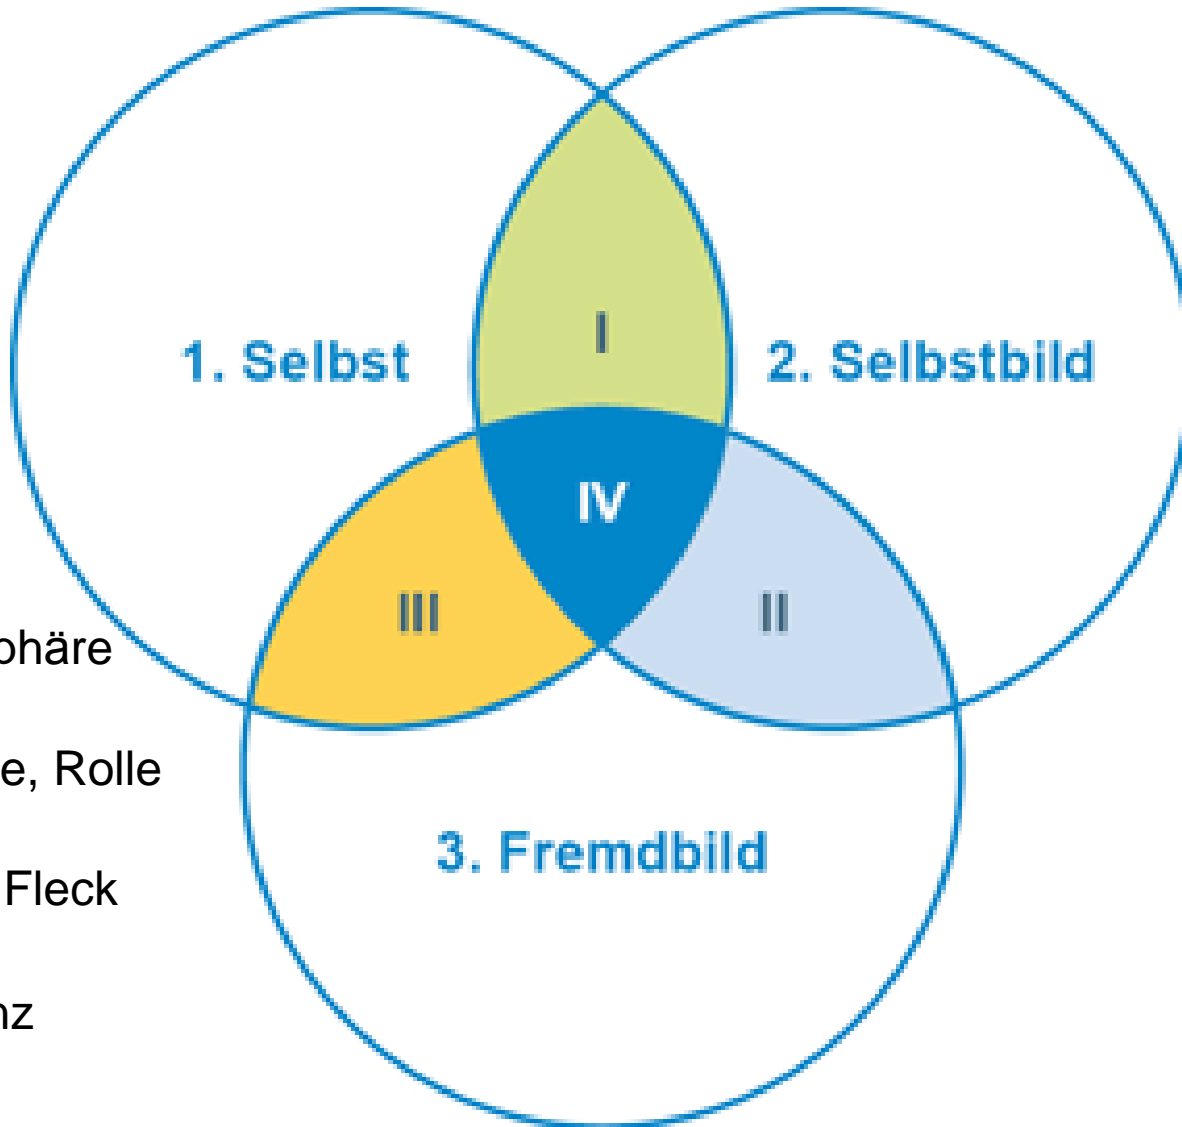 I
1. Selbst
2. Selbstbild
IV
III
II
phäre
e, Rolle
3. Fremdbild
Fleck
nz